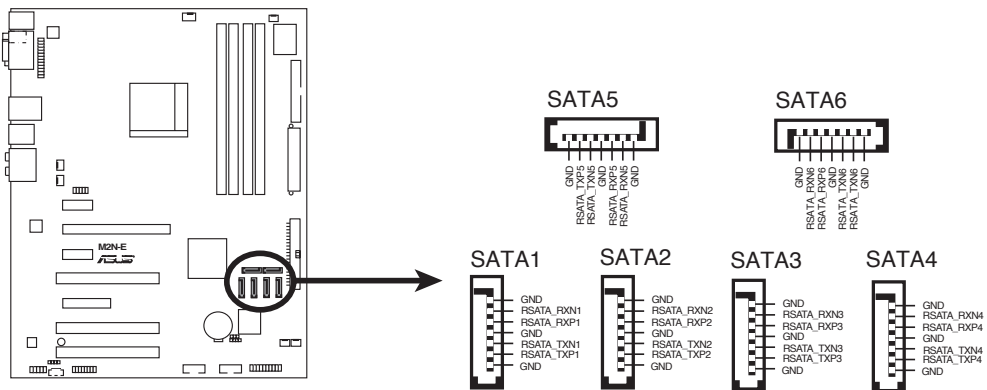 M2N-E
ASUS
SATA5
GND
RSATA_TXP5
RSATA_TXN5
GND
RSATA_RXP5
RSATA_RXN5
GND
SATA6
GND
RSATA_RXN6
RSATA_RXP6
GND
RSATA_TXN6
RSATA_TXN6
GND
SATA1
GND
RSATA_RXN1
RSATA_RXP1
GND
RSATA_TXN1
RSATA_TXP1
GND
SATA2
GND
RSATA_RXN2
RSATA_RXP2
GND
RSATA_TXN2
RSATA_TXP2
GND
SATA3
GND
RSATA_RXN3
RSATA_RXP3
GND
RSATA_TXN3
RSATA_TXP3
GND
SATA4
GND
RSATA_RXN4
RSATA_RXP4
GND
RSATA_TXN4
RSATA_TXP4
GND